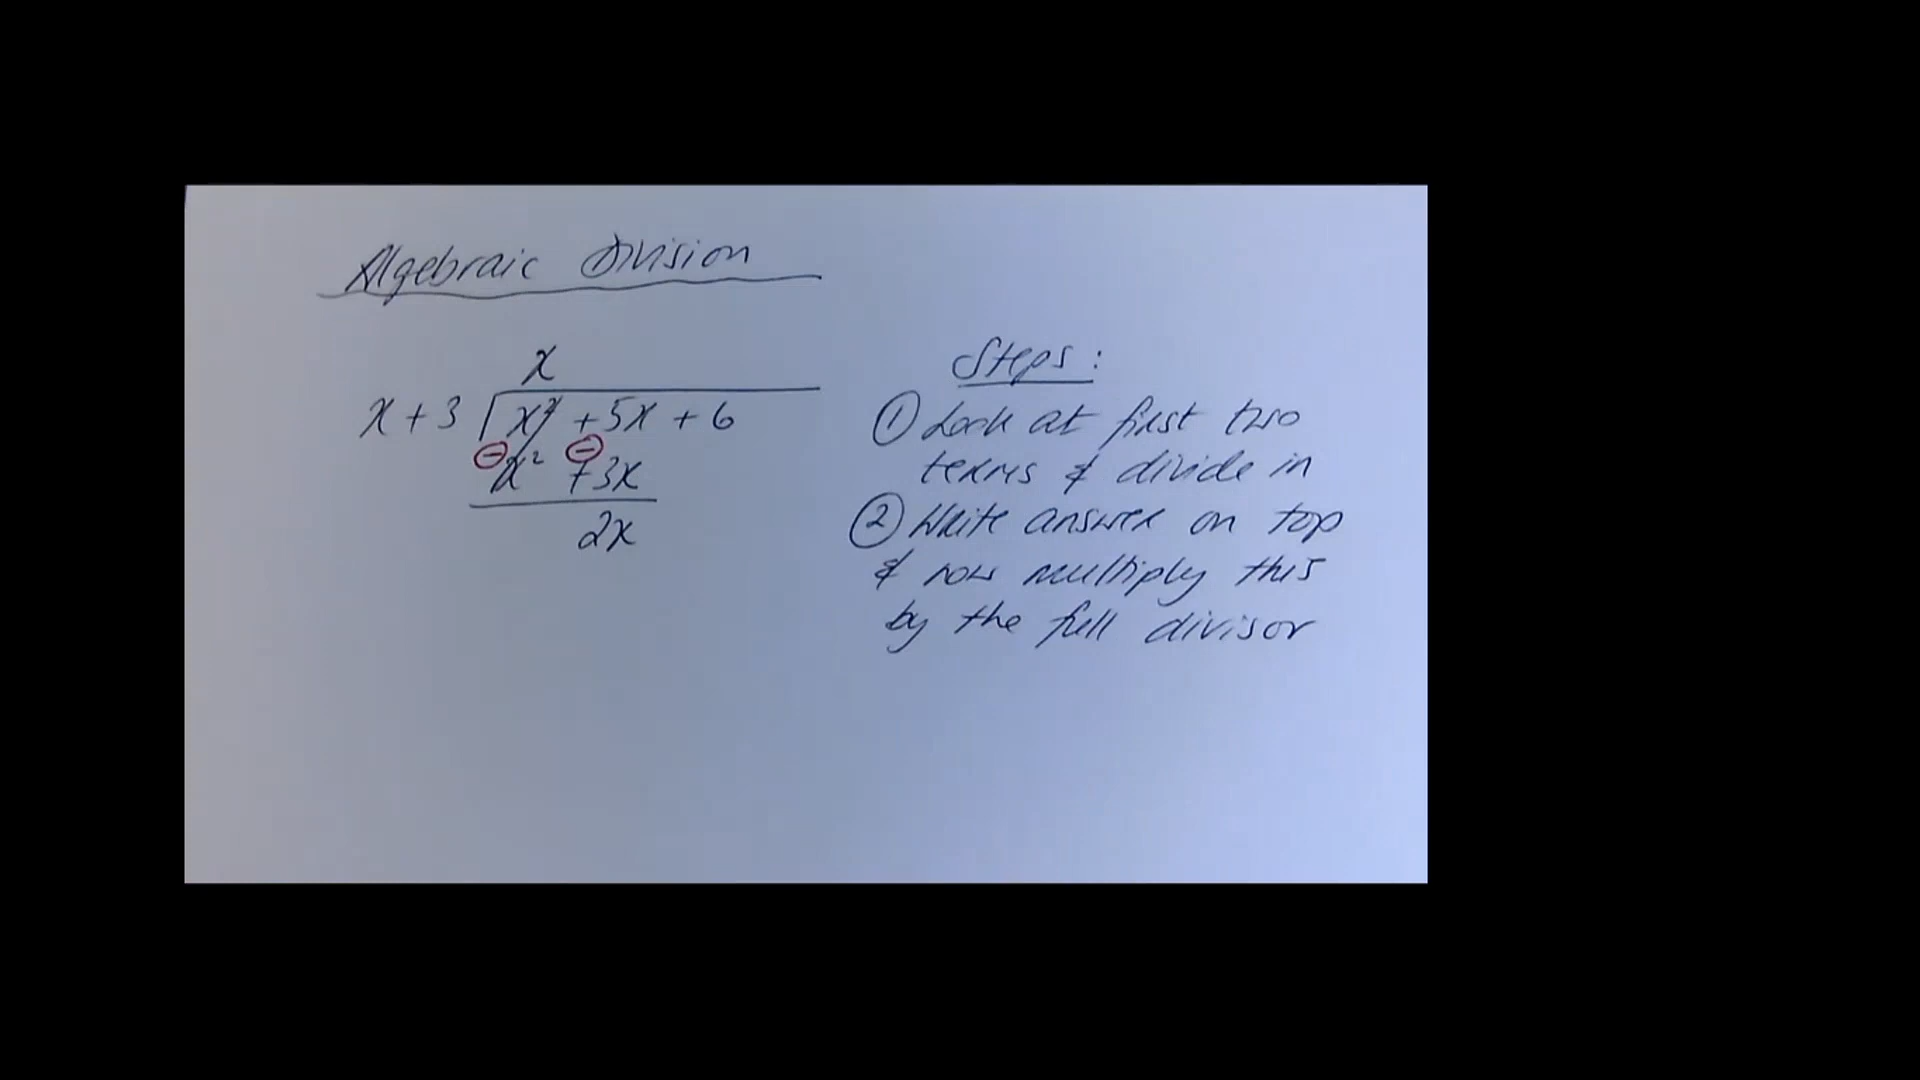 Algebraic Division
x
x + 3 x² + 5x + 6
− x² − +3x
2x
Steps :
① Look at first two
terms & divide in
② Write answer on top
& now multiply this
by the full divisor